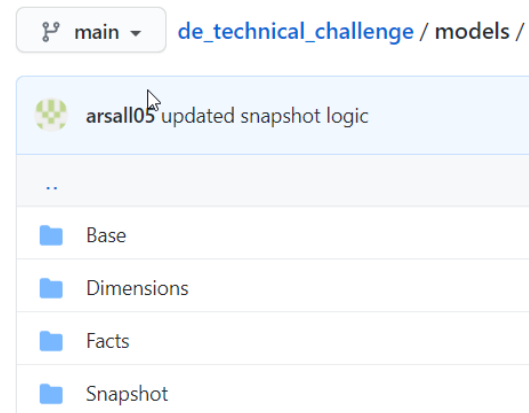 main de_technical_challenge / models /
arsall05 updated snapshot logic
..
Base
Dimensions
Facts
Snapshot